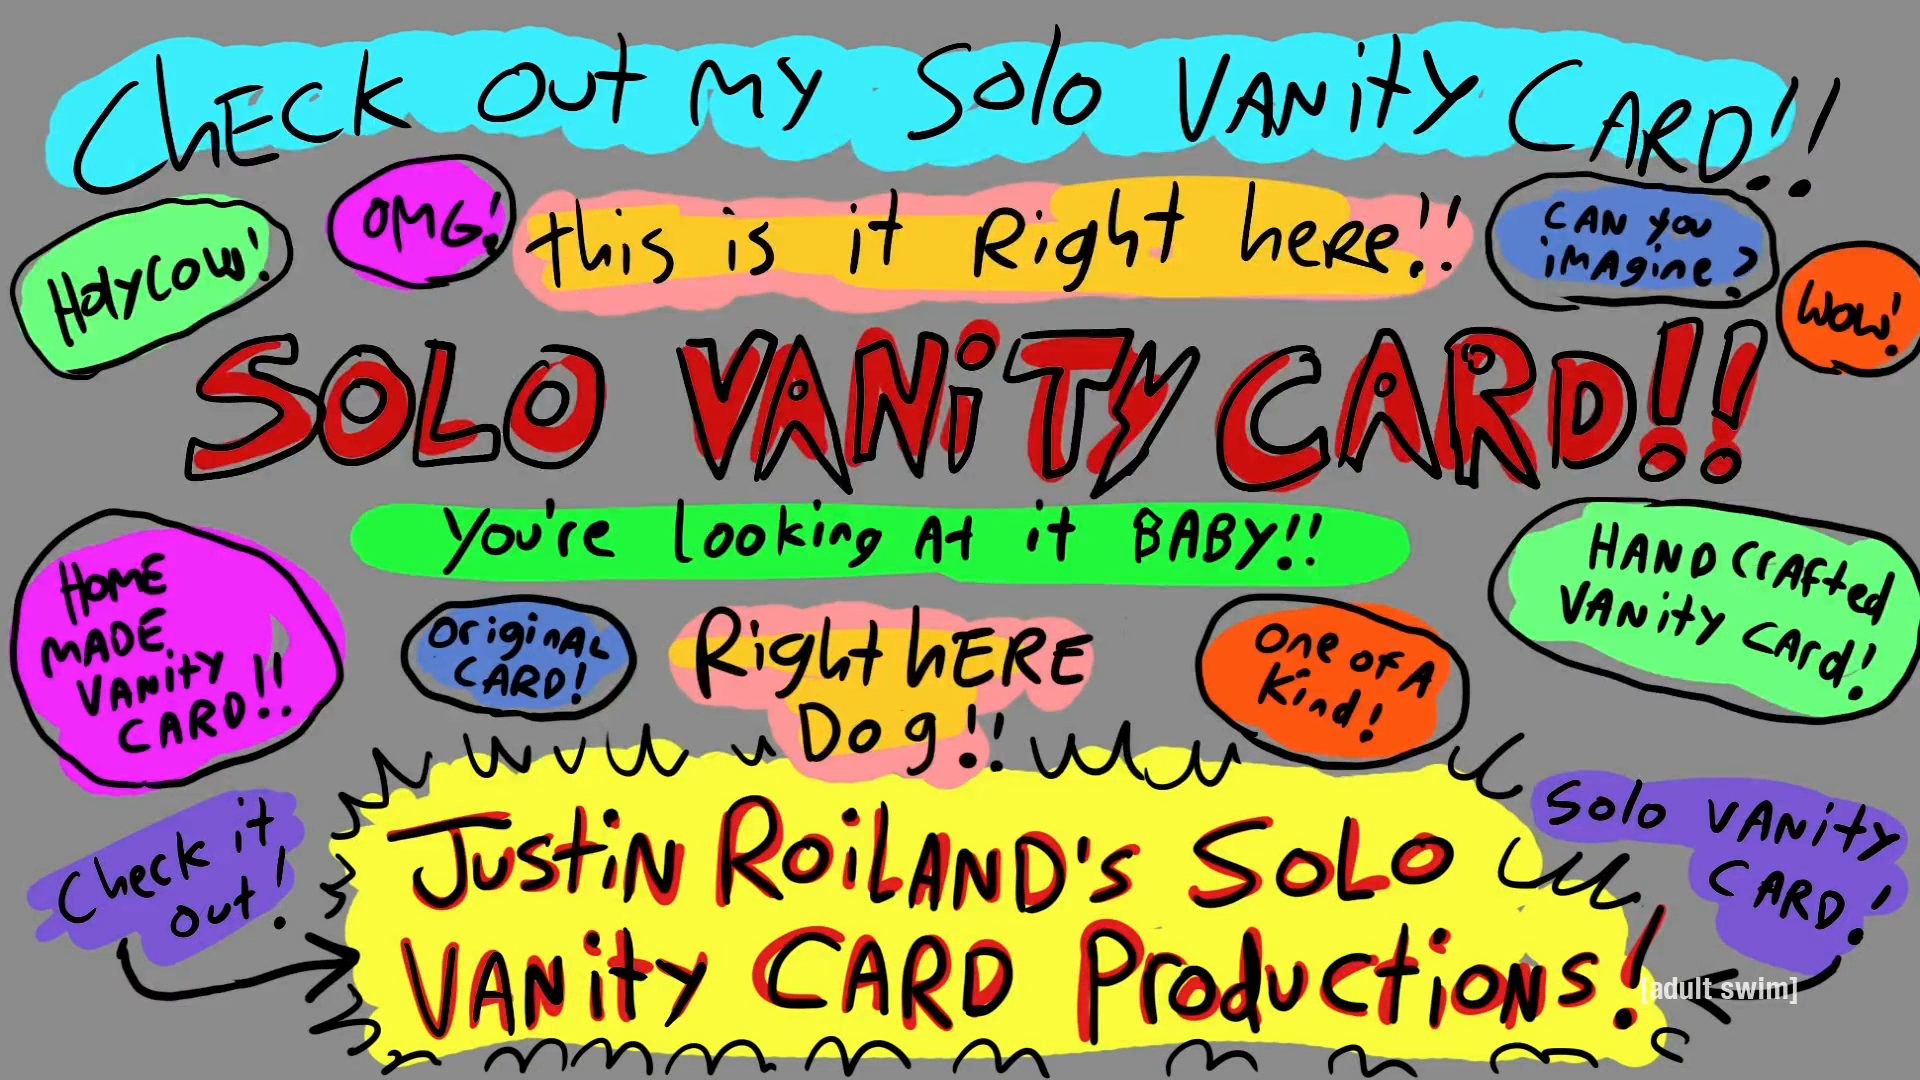 CHECK OUT MY SOLO VANITY CARD!!
HOLY COW!
OMG!
this is it Right here!!
CAN YOU
iMAgine?
WOW!
SOLO VANiTY CARD!!
You're looking At it BABY!!
HOME
MADE
VANiTY
CARD!!
OriginAL
CARD!
Right hERE
Dog!!
One oF A
Kind!
HAND CrAFted
VANity CArd!
Check it
out!
JUStiN ROiLAND'S SOLO
VANity CARD ProductioNS!
Solo VANity
CARD!
[adult swim]